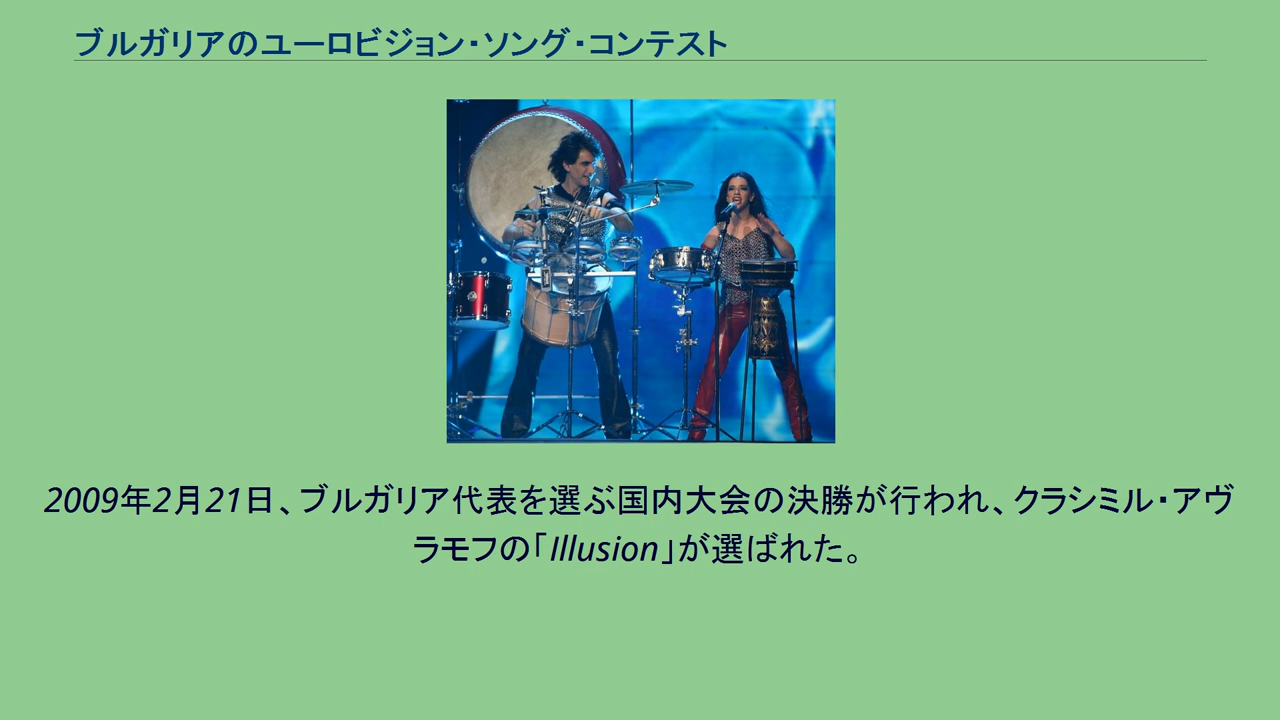 ブルガリアのユーロビジョン・ソング・コンテスト
2009年2月21日、ブルガリア代表を選ぶ国内大会の決勝が行われ、クラシミル・アヴ
ラモフの「Illusion」が選ばれた。